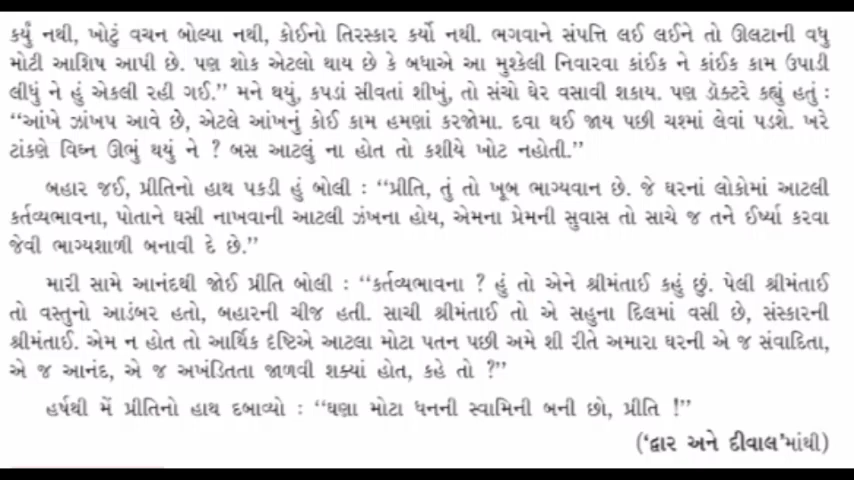 કર્યું નથી, ખોટું વચન બોલ્યા નથી, કોઈનો તિરસ્કાર કર્યો નથી. ભગવાને સંપત્તિ લઈ લઈને તો ઊલટાની વધુ
મોટી આશિષ આપી છે. પણ શોક એટલો થાય છે કે બધાએ આ મુશ્કેલી નિવારવા કાંઈક ને કાંઈક કામ ઉપાડી
લીધું ને હું એકલી રહી ગઈ.” મને થયું, કપડાં સીવતાં શીખું, તો સંચો ઘેર વસાવી શકાય. પણ ડૉક્ટરે કહ્યું હતું :
“આંખે ઝાંખપ આવે છે, એટલે આંખનું કોઈ કામ હમણાં કરજોમા. દવા થઈ જાય પછી ચશ્માં લેવાં પડશે. ખરે
ટાંકણે વિઘ્ન ઊભું થયું ને ? બસ આટલું ના હોત તો કશીયે ખોટ નહોતી.”
બહાર જઈ, પ્રીતિનો હાથ પકડી હું બોલી : “પ્રીતિ, તું તો ખૂબ ભાગ્યવાન છે. જે ઘરનાં લોકોમાં આટલી
કર્તવ્યભાવના, પોતાને ઘસી નાખવાની આટલી ઝંખના હોય, એમના પ્રેમની સુવાસ તો સાચે જ તને ઈર્ષ્યા કરવા
જેવી ભાગ્યશાળી બનાવી દે છે.”
મારી સામે આનંદથી જોઈ પ્રીતિ બોલી : “કર્તવ્યભાવના ? હું તો એને શ્રીમંતાઈ કહું છું. પેલી શ્રીમંતાઈ
તો વસ્તુનો આડંબર હતો, બહારની ચીજ હતી. સાચી શ્રીમંતાઈ તો એ સહુના દિલમાં વસી છે, સંસ્કારની
શ્રીમંતાઈ. એમ ન હોત તો આર્થિક દૃષ્ટિએ આટલા મોટા પતન પછી અમે શી રીતે અમારા ઘરની એ જ સંવાદિતા,
એ જ આનંદ, એ જ અખંડિતતા જાળવી શક્યાં હોત, કહે તો ?”
હર્ષથી મેં પ્રીતિનો હાથ દબાવ્યો : “ઘણા મોટા ધનની સ્વામિની બની છો, પ્રીતિ !”
(‘દ્વાર અને દીવાલ’માંથી)